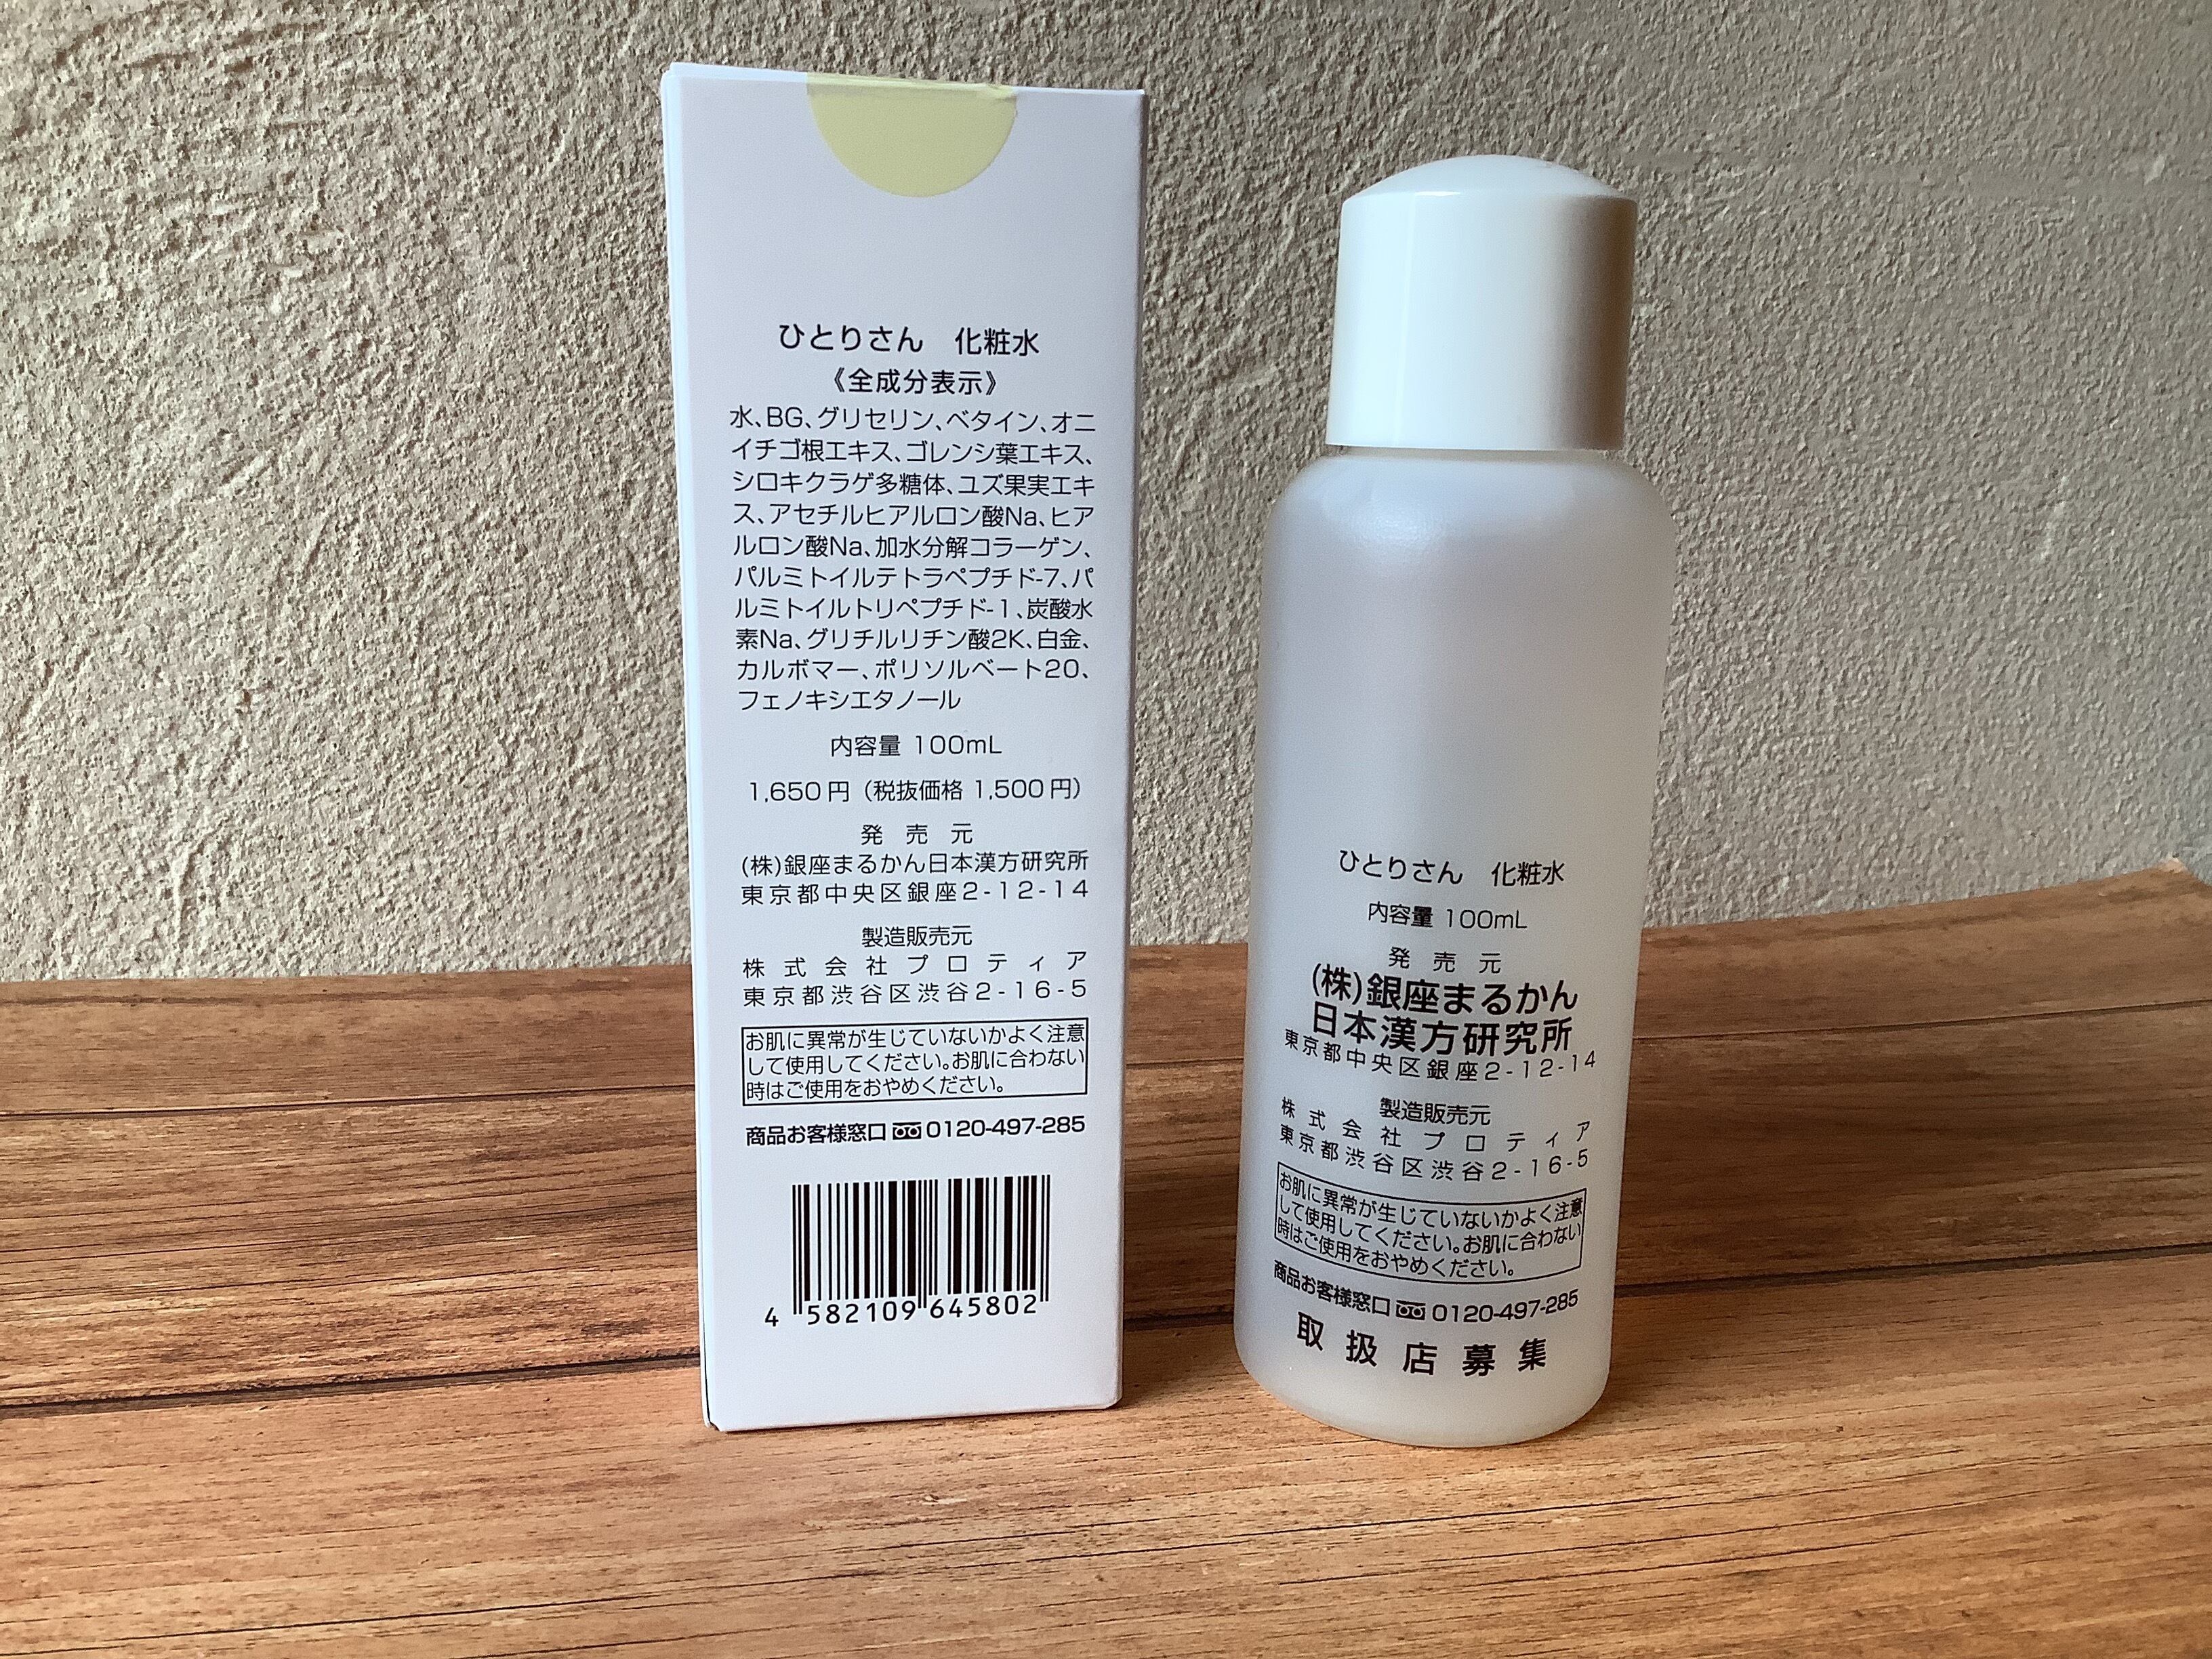 ひとりさん　化粧水
《全成分表示》
水、BG、グリセリン、ベタイン、オニ
イチゴ根エキス、ゴレンシ葉エキス、
シロキクラゲ多糖体、ユズ果実エキ
ス、アセチルヒアルロン酸Na、ヒア
ルロン酸Na、加水分解コラーゲン、
パルミトイルテトラペプチド-7、パ
ルミトイルトリペプチド-1、炭酸水
素Na、グリチルリチン酸2K、白金、
カルボマー、ポリソルベート20、
フェノキシエタノール
内容量 100mL
1,650円（税抜価格 1,500円）
発売元
(株)銀座まるかん日本漢方研究所
東京都中央区銀座2-12-14
製造販売元
株式会社プロティア
東京都渋谷区渋谷2-16-5
お肌に異常が生じていないかよく注意
して使用してください。お肌に合わない
時はご使用をおやめください。
商品お客様窓口 0120-497-285
4 582109 645802
ひとりさん　化粧水
内容量 100mL
発売元
(株)銀座まるかん
日本漢方研究所
東京都中央区銀座2-12-14
製造販売元
株式会社プロティア
東京都渋谷区渋谷2-16-5
お肌に異常が生じていないかよく注意
して使用してください。お肌に合わない
時はご使用をおやめください。
商品お客様窓口 0120-497-285
取扱店募集